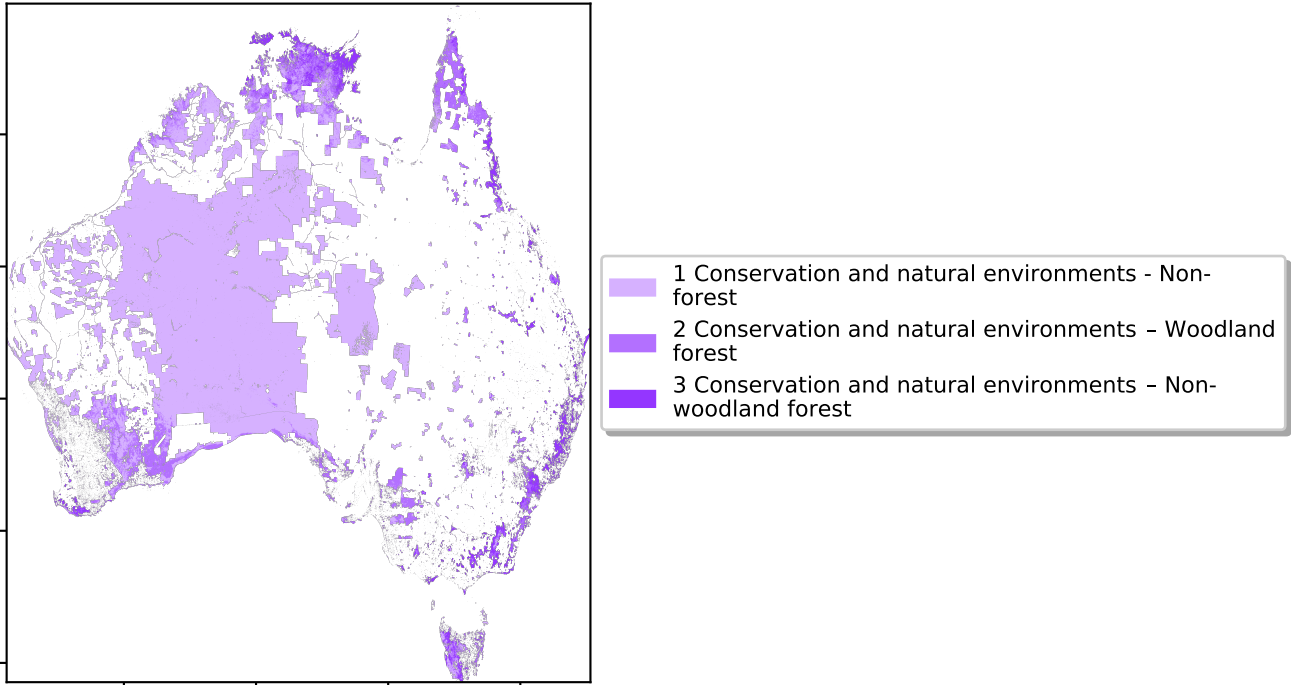 1 Conservation and natural environments - Non-
forest
2 Conservation and natural environments – Woodland
forest
3 Conservation and natural environments – Non-
woodland forest